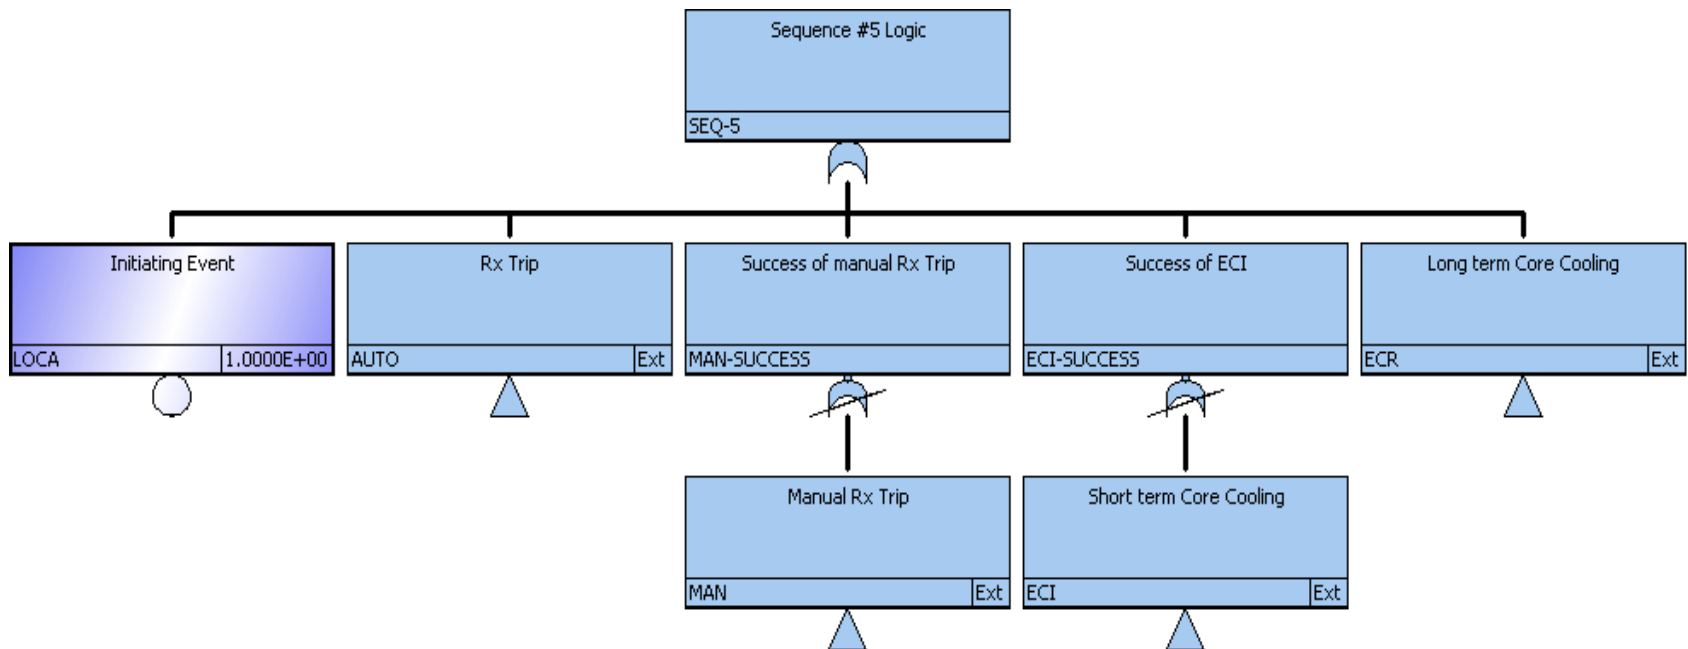 Sequence #5 Logic
SEQ-5
Initiating Event
LOCA 1.0000E+00
Rx Trip
AUTO Ext
Success of manual Rx Trip
MAN-SUCCESS
Success of ECI
ECI-SUCCESS
Long term Core Cooling
ECR Ext
Manual Rx Trip
MAN Ext
Short term Core Cooling
ECI Ext